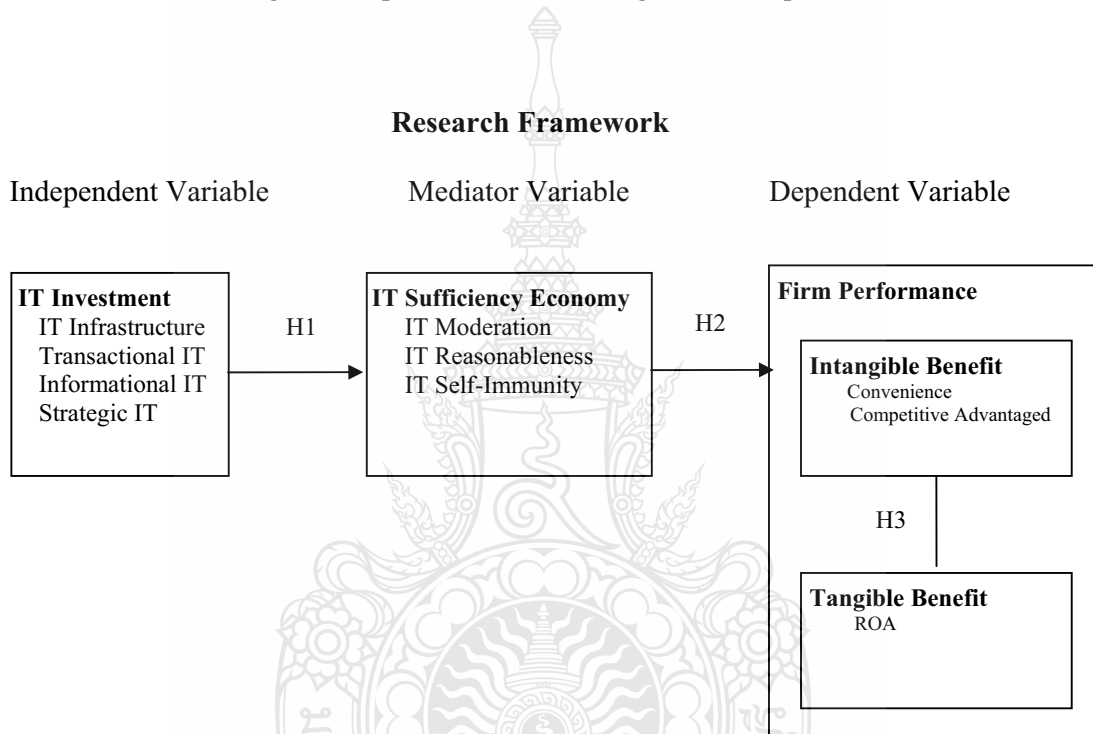 Research Framework
Independent Variable
Mediator Variable
Dependent Variable
IT Investment
IT Infrastructure
Transactional IT
Informational IT
Strategic IT
H1
IT Sufficiency Economy
IT Moderation
IT Reasonableness
IT Self-Immunity
H2
Firm Performance
Intangible Benefit
Convenience
Competitive Advantaged
H3
Tangible Benefit
ROA